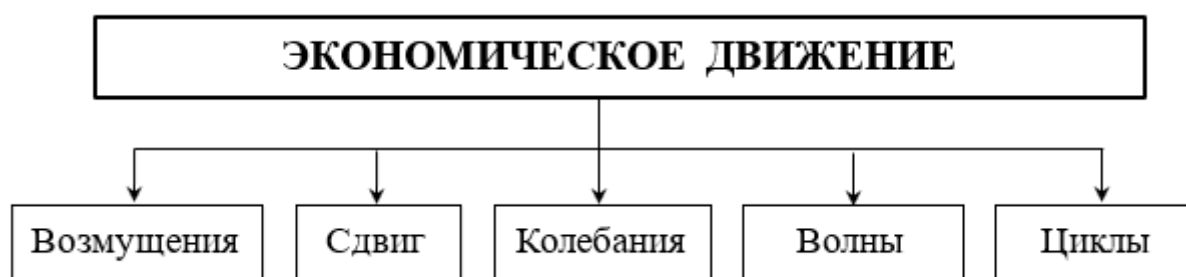 ЭКОНОМИЧЕСКОЕ ДВИЖЕНИЕ
Возмущения
Сдвиг
Колебания
Волны
Циклы